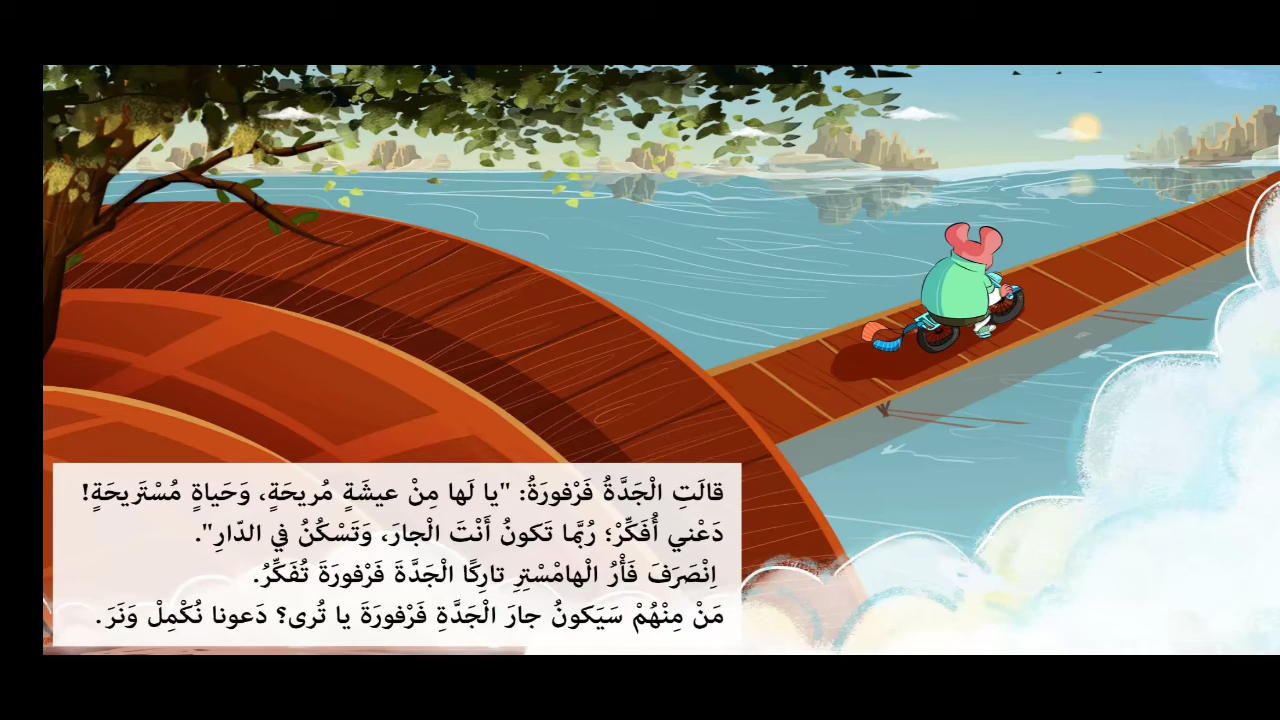 قالَتِ الْجَدَّةُ فَرْفورَةُ: "يا لَها مِنْ عيشَةٍ مُريحَةٍ، وَحَياةٍ مُسْتَريحَةٍ!
دَعْني أُفَكِّرْ؛ رُبَّما تَكونُ أَنْتَ الْجارَ، وَتَسْكُنُ في الدّارِ".
اِنْصَرَفَ فَأْرُ الْهامْسْتِرِ تارِكًا الْجَدَّةَ فَرْفورَةَ تُفَكِّرُ.
مَنْ مِنْهُمْ سَيَكونُ جارَ الْجَدَّةِ فَرْفورَةَ يا تُرى؟ دَعونا نُكْمِلْ وَنَرَ.